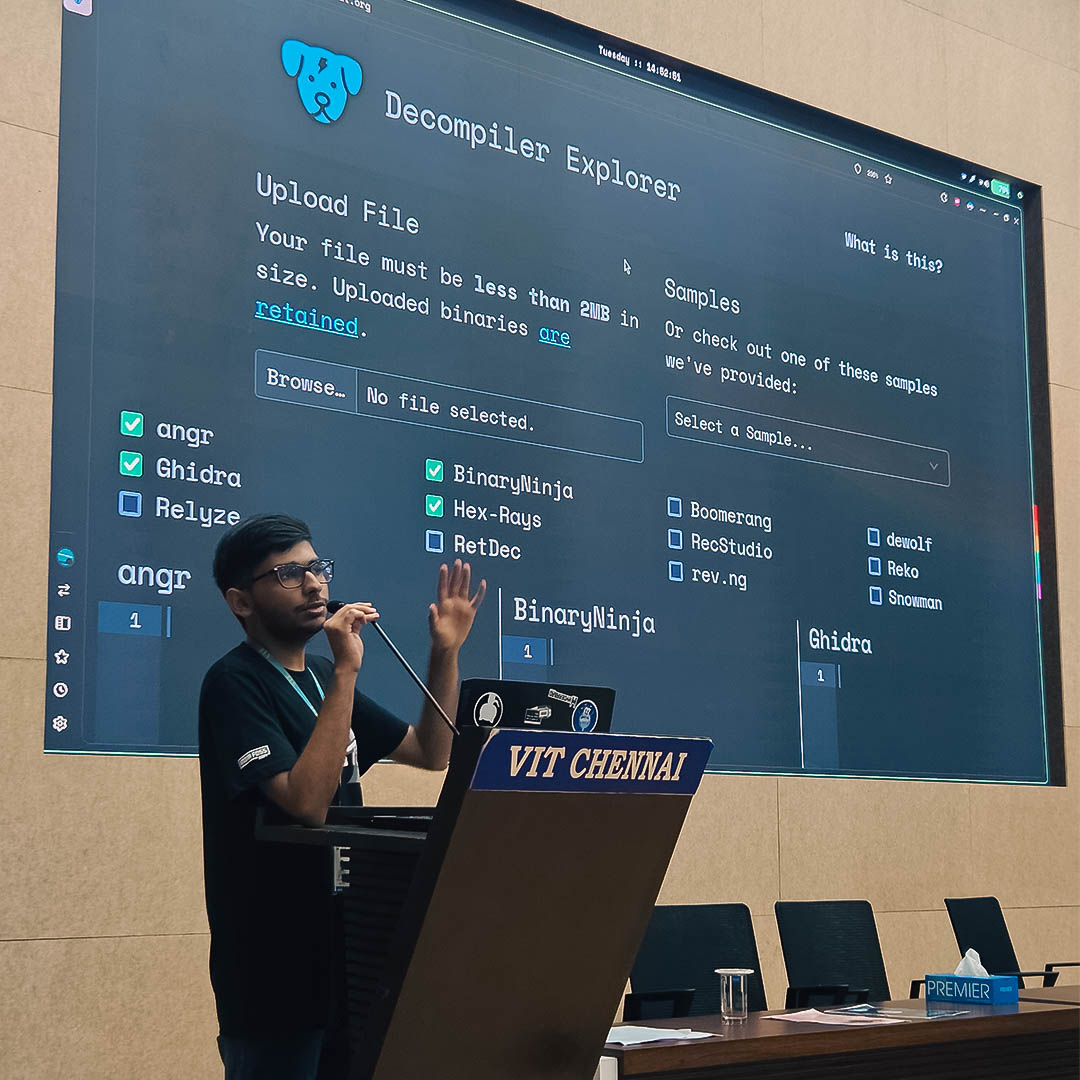 .org
Tuesday :: 14:52:51
Decompiler Explorer
What is this?
Upload File
Your file must be less than 2MB in
size. Uploaded binaries are
retained.
Browse… No file selected.
Samples
Or check out one of these samples
we've provided:
Select a Sample...
angr
Ghidra
Relyze
BinaryNinja
Hex-Rays
RetDec
Boomerang
RecStudio
rev.ng
dewolf
Reko
Snowman
angr
1
BinaryNinja
1
Ghidra
1
VIT CHENNAI
PREMIER